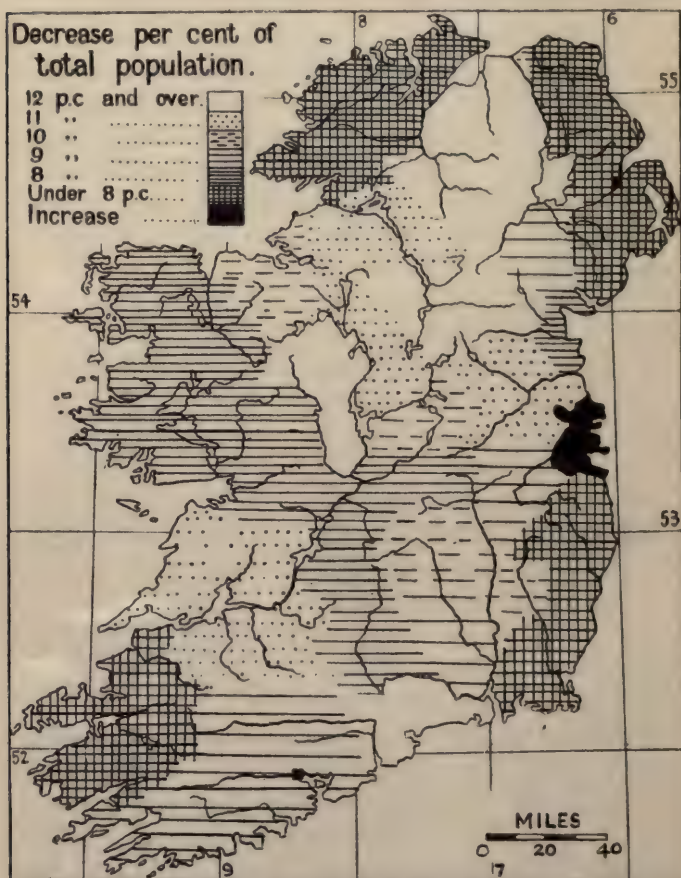 8
6
Decrease per cent of
total population.
12 p.c and over.
11 " ..................
10 " ..................
9 " ..................
8 " ..................
Under 8 p.c.....
Increase .....
55
54
53
52
MILES
0 20 40
9
7